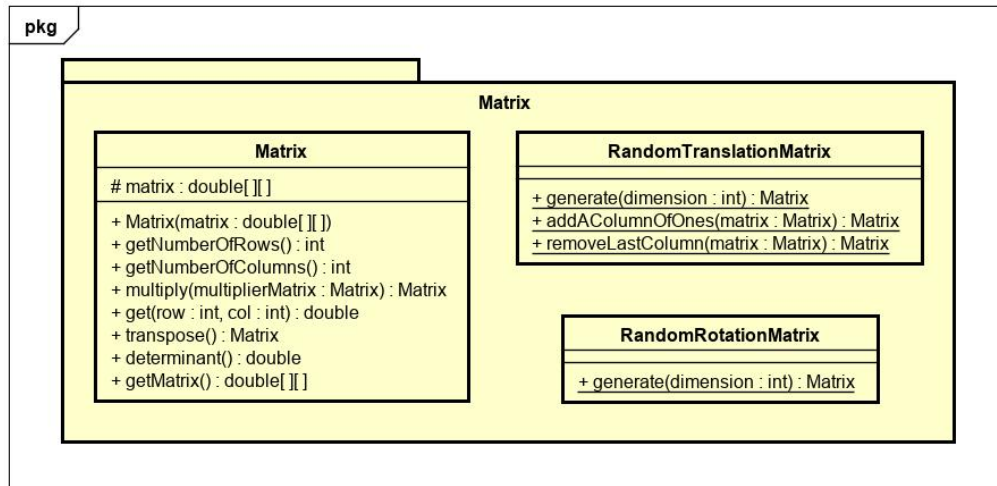 pkg
Matrix
Matrix
# matrix : double[ ][ ]
+ Matrix(matrix : double[ ][ ])
+ getNumberOfRows() : int
+ getNumberOfColumns() : int
+ multiply(multiplierMatrix : Matrix) : Matrix
+ get(row : int, col : int) : double
+ transpose() : Matrix
+ determinant() : double
+ getMatrix() : double[ ][ ]
RandomTranslationMatrix
+ generate(dimension : int) : Matrix
+ addAColumnOfOnes(matrix : Matrix) : Matrix
+ removeLastColumn(matrix : Matrix) : Matrix
RandomRotationMatrix
+ generate(dimension : int) : Matrix